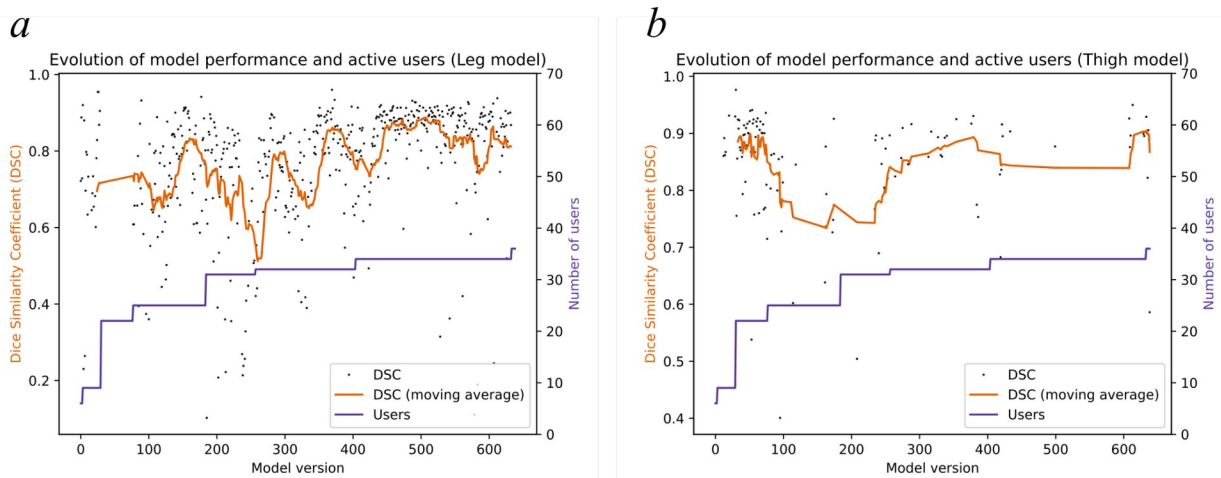 a
Evolution of model performance and active users (Leg model)
1.0
0.8
0.6
0.4
0.2
Dice Similarity Coefficient (DSC)
70
60
50
40
30
20
10
0
Number of users
0 100 200 300 400 500 600
Model version
DSC
DSC (moving average)
Users
b
Evolution of model performance and active users (Thigh model)
1.0
0.9
0.8
0.7
0.6
0.5
0.4
Dice Similarity Coefficient (DSC)
70
60
50
40
30
20
10
0
Number of users
0 100 200 300 400 500 600
Model version
DSC
DSC (moving average)
Users